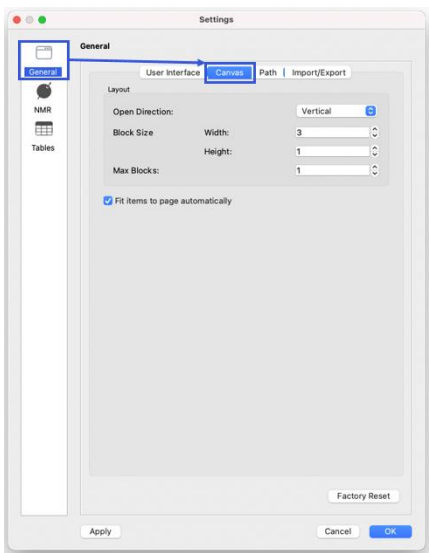 Settings
General
General
User Interface Canvas Path Import/Export
Layout
NMR
Open Direction: Vertical
Block Size Width: 3
Tables
Height: 1
Max Blocks: 1
Fit items to page automatically
Factory Reset
Apply Cancel OK